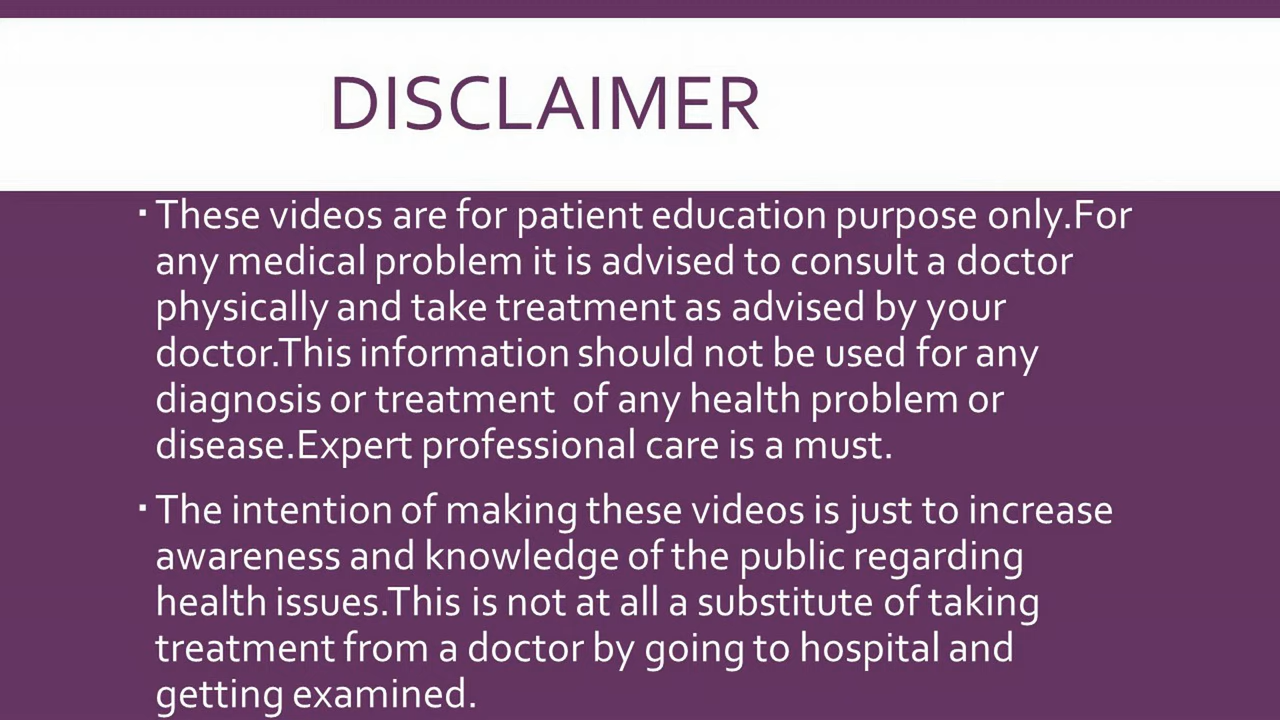 DISCLAIMER
▪ These videos are for patient education purpose only.For
any medical problem it is advised to consult a doctor
physically and take treatment as advised by your
doctor.This information should not be used for any
diagnosis or treatment  of any health problem or
disease.Expert professional care is a must.
▪ The intention of making these videos is just to increase
awareness and knowledge of the public regarding
health issues.This is not at all a substitute of taking
treatment from a doctor by going to hospital and
getting examined.